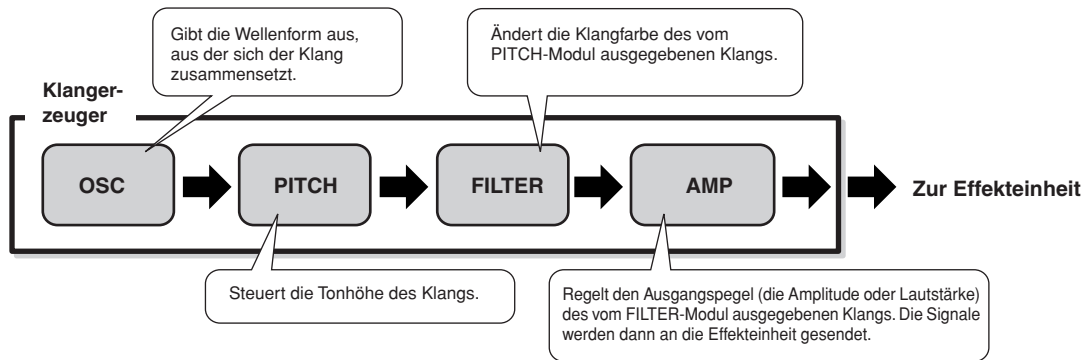 Gibt die Wellenform aus,
aus der sich der Klang
zusammensetzt.
Ändert die Klangfarbe des vom
PITCH-Modul ausgegebenen Klangs.
Klanger-
zeuger
OSC
PITCH
FILTER
AMP
Zur Effekteinheit
Steuert die Tonhöhe des Klangs.
Regelt den Ausgangspegel (die Amplitude oder Lautstärke)
des vom FILTER-Modul ausgegebenen Klangs. Die Signale
werden dann an die Effekteinheit gesendet.